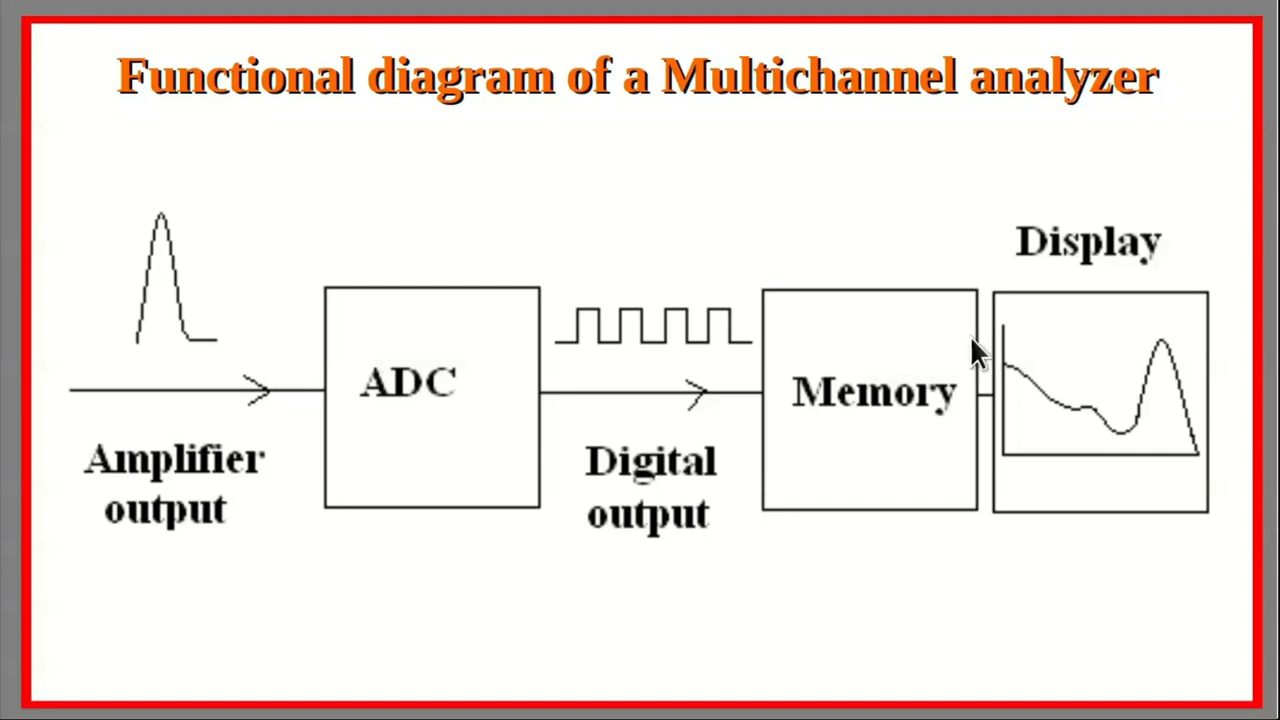 Functional diagram of a Multichannel analyzer
Display
ADC
Memory
Amplifier
output
Digital
output